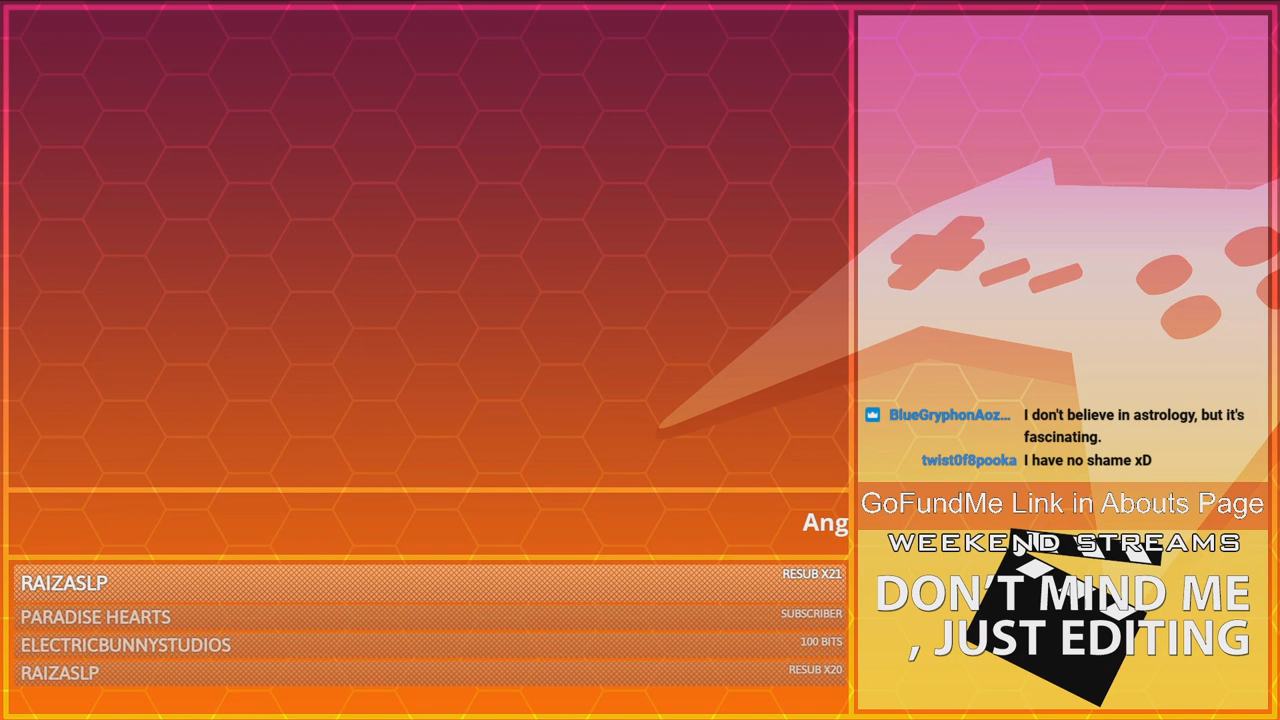 BlueGryphonAoz... I don't believe in astrology, but it's
fascinating.
twist0f8pooka I have no shame xD
GoFundMe Link in Abouts Page
WEEKEND STREAMS
DON'T MIND ME
, JUST EDITING
Ang
RAIZASLP RESUB X21
PARADISE HEARTS SUBSCRIBER
ELECTRICBUNNYSTUDIOS 100 BITS
RAIZASLP RESUB X20